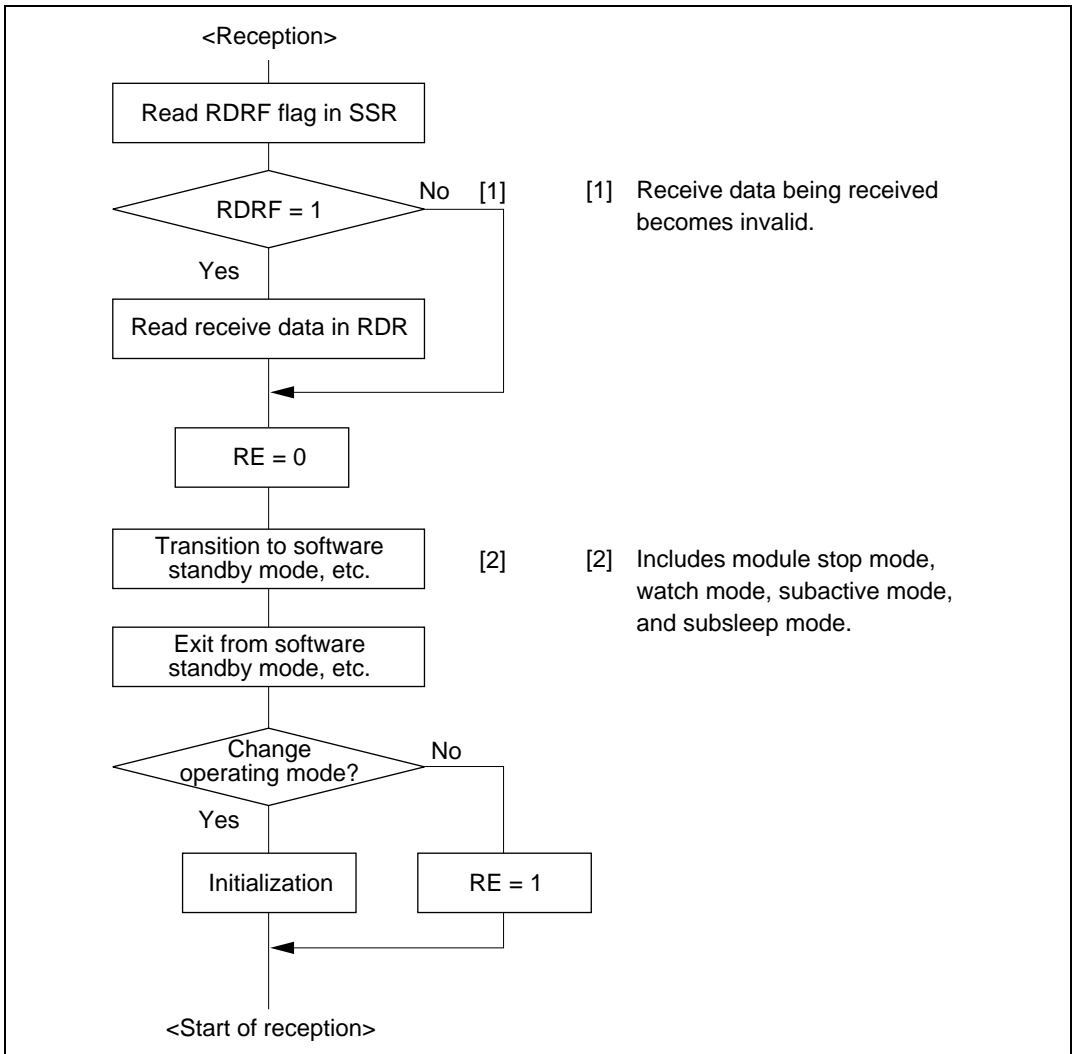 <Reception>
Read RDRF flag in SSR
RDRF = 1
No [1]
[1] Receive data being received
becomes invalid.
Yes
Read receive data in RDR
RE = 0
Transition to software
standby mode, etc.
[2]
[2] Includes module stop mode,
watch mode, subactive mode,
and subsleep mode.
Exit from software
standby mode, etc.
Change
operating mode?
No
Yes
Initialization
RE = 1
<Start of reception>